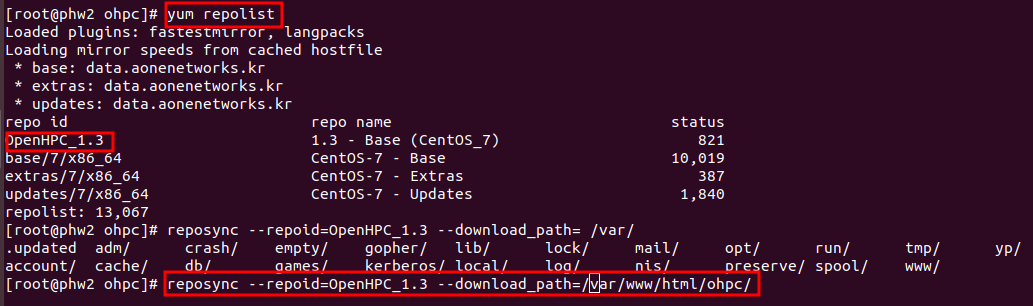 [root@phw2 ohpc]# yum repolist
Loaded plugins: fastestmirror, langpacks
Loading mirror speeds from cached hostfile
 * base: data.aonenetworks.kr
 * extras: data.aonenetworks.kr
 * updates: data.aonenetworks.kr
repo id                              repo name                              status
OpenHPC_1.3                          1.3 - Base (CentOS_7)                     821
base/7/x86_64                        CentOS-7 - Base                        10,019
extras/7/x86_64                      CentOS-7 - Extras                         387
updates/7/x86_64                     CentOS-7 - Updates                      1,840
repolist: 13,067
[root@phw2 ohpc]# reposync --repoid=OpenHPC_1.3 --download_path= /var/
.updated  adm/      crash/    empty/    gopher/   lib/      lock/     mail/     opt/      run/      tmp/      yp/
account/  cache/    db/       games/    kerberos/ local/    log/      nis/      preserve/ spool/    www/
[root@phw2 ohpc]# reposync --repoid=OpenHPC_1.3 --download_path=/var/www/html/ohpc/